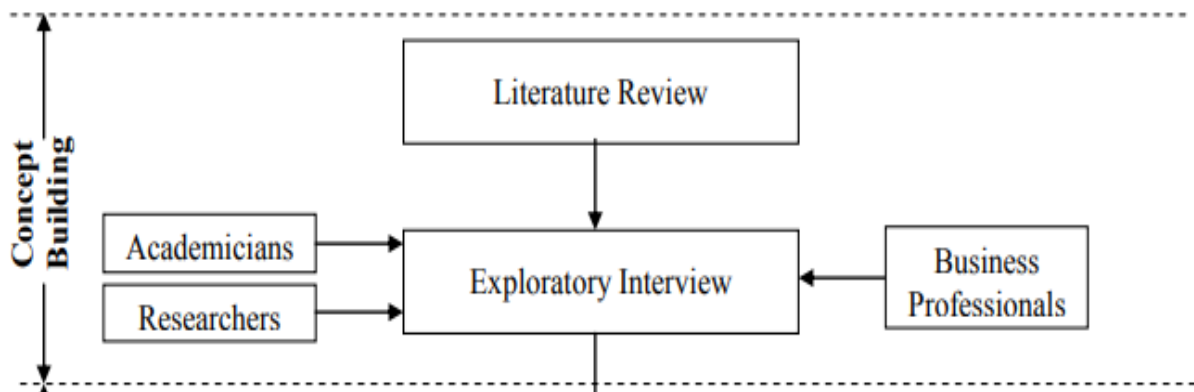 Concept
Building
Literature Review
Academicians
Researchers
Exploratory Interview
Business
Professionals